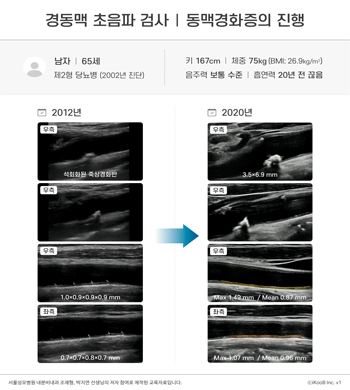 경동맥 초음파 검사 | 동맥경화증의 진행
남자 | 65세
제2형 당뇨병 (2002년 진단)
키 167cm | 체중 75kg (BMI: 26.9kg/m²)
음주력 보통 수준 | 흡연력 20년 전 끊음
2012년
우측
석회화된 죽상경화반
우측
우측
1.0×0.9×0.9×0.9 mm
좌측
0.7×0.7×0.8×0.7 mm
2020년
우측
3.5×6.9 mm
우측
우측
Max 1.49 mm / Mean 0.87 mm
좌측
Max 1.07 mm / Mean 0.96 mm
서울성모병원 내분비내과 조재형, 박지연 선생님의 저자 참여로 제작된 교육자료입니다.
ⓒiKooB Inc. v1